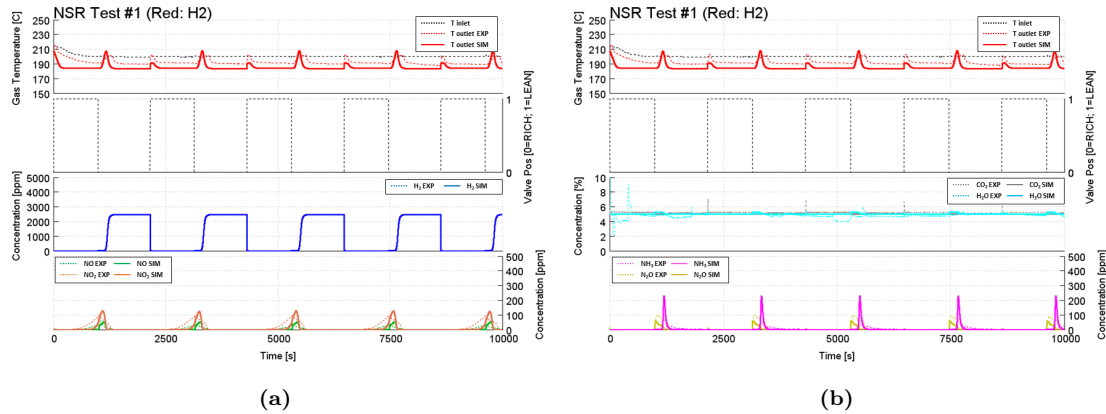 NSR Test #1 (Red: H2)
Gas Temperature [C]
250
230
210
190
170
150
T inlet
T outlet EXP
T outlet SIM
Valve Pos [0=RICH; 1=LEAN]
1
0
Concentration [ppm]
5000
4000
3000
2000
1000
0
H₂ EXP H₂ SIM
Concentration [ppm]
500
400
300
200
100
0
NO EXP NO SIM
NO₂ EXP NO₂ SIM
0 2500 5000 7500 10000
Time [s]
(a)
NSR Test #1 (Red: H2)
Gas Temperature [C]
250
230
210
190
170
150
T inlet
T outlet EXP
T outlet SIM
Valve Pos [0=RICH; 1=LEAN]
1
0
Concentration [%]
10
8
6
4
2
0
CO₂ EXP CO₂ SIM
H₂O EXP H₂O SIM
Concentration [ppm]
500
400
300
200
100
0
NH₃ EXP NH₃ SIM
N₂O EXP N₂O SIM
0 2500 5000 7500 10000
Time [s]
(b)